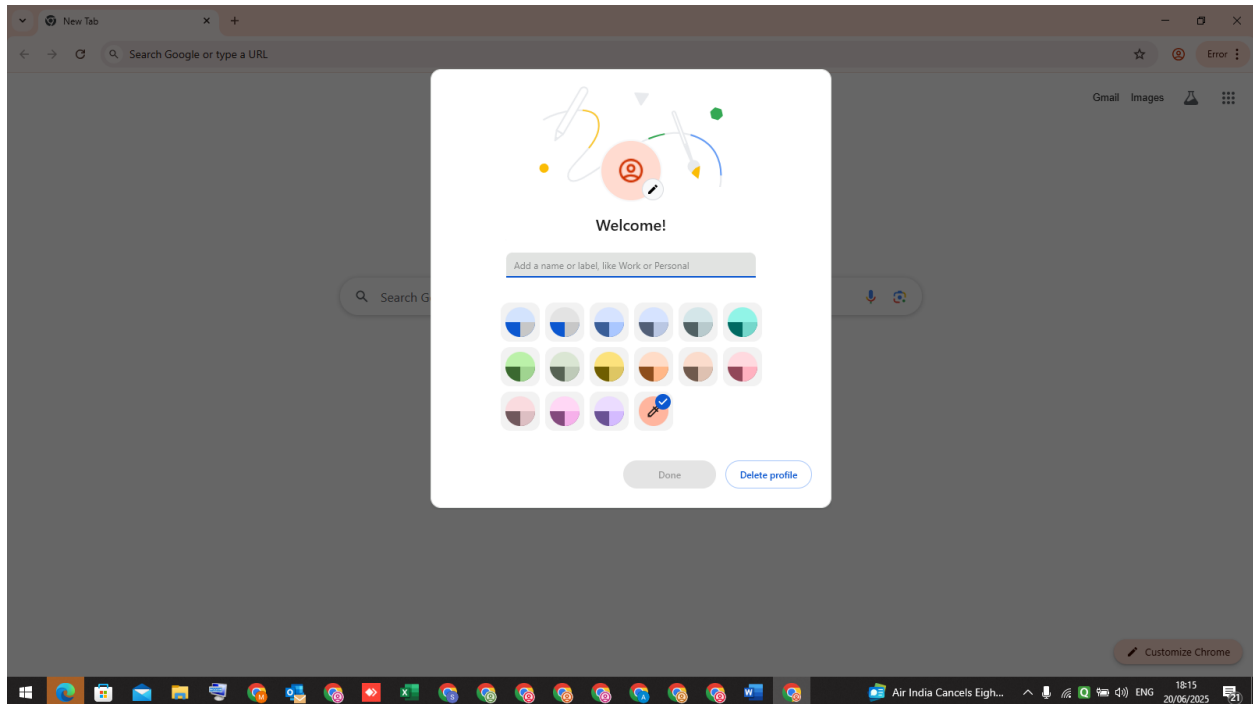 New Tab
Search Google or type a URL
Error
Gmail Images
Welcome!
Add a name or label, like Work or Personal
Search G
Done
Delete profile
Customize Chrome
Air India Cancels Eigh...
ENG
18:15
20/06/2025
21